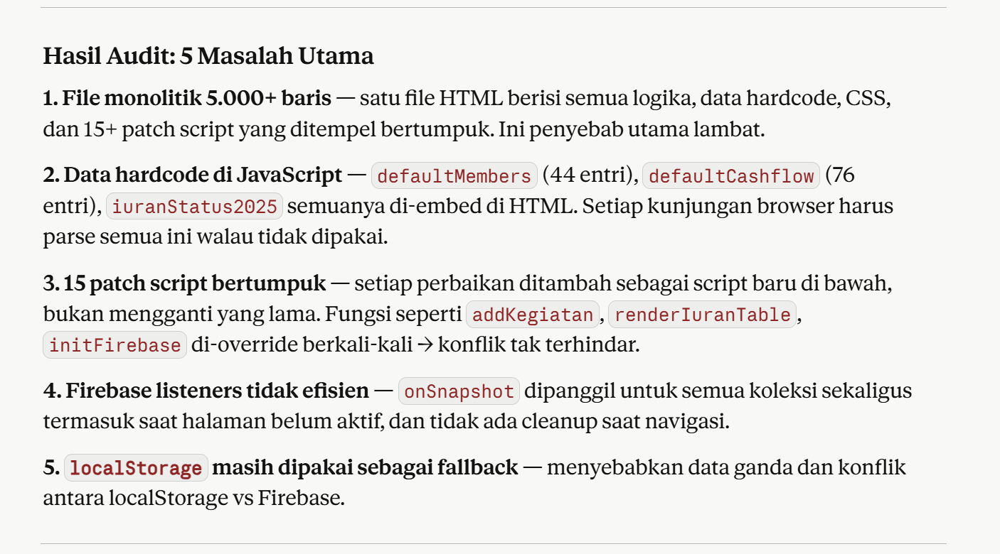 Hasil Audit: 5 Masalah Utama
1. File monolitik 5.000+ baris — satu file HTML berisi semua logika, data hardcode, CSS,
dan 15+ patch script yang ditempel bertumpuk. Ini penyebab utama lambat.
2. Data hardcode di JavaScript — defaultMembers (44 entri), defaultCashflow (76
entri), iuranStatus2025 semuanya di-embed di HTML. Setiap kunjungan browser harus
parse semua ini walau tidak dipakai.
3. 15 patch script bertumpuk — setiap perbaikan ditambah sebagai script baru di bawah,
bukan mengganti yang lama. Fungsi seperti addKegiatan, renderIuranTable,
initFirebase di-override berkali-kali → konflik tak terhindar.
4. Firebase listeners tidak efisien — onSnapshot dipanggil untuk semua koleksi sekaligus
termasuk saat halaman belum aktif, dan tidak ada cleanup saat navigasi.
5. localStorage masih dipakai sebagai fallback — menyebabkan data ganda dan konflik
antara localStorage vs Firebase.